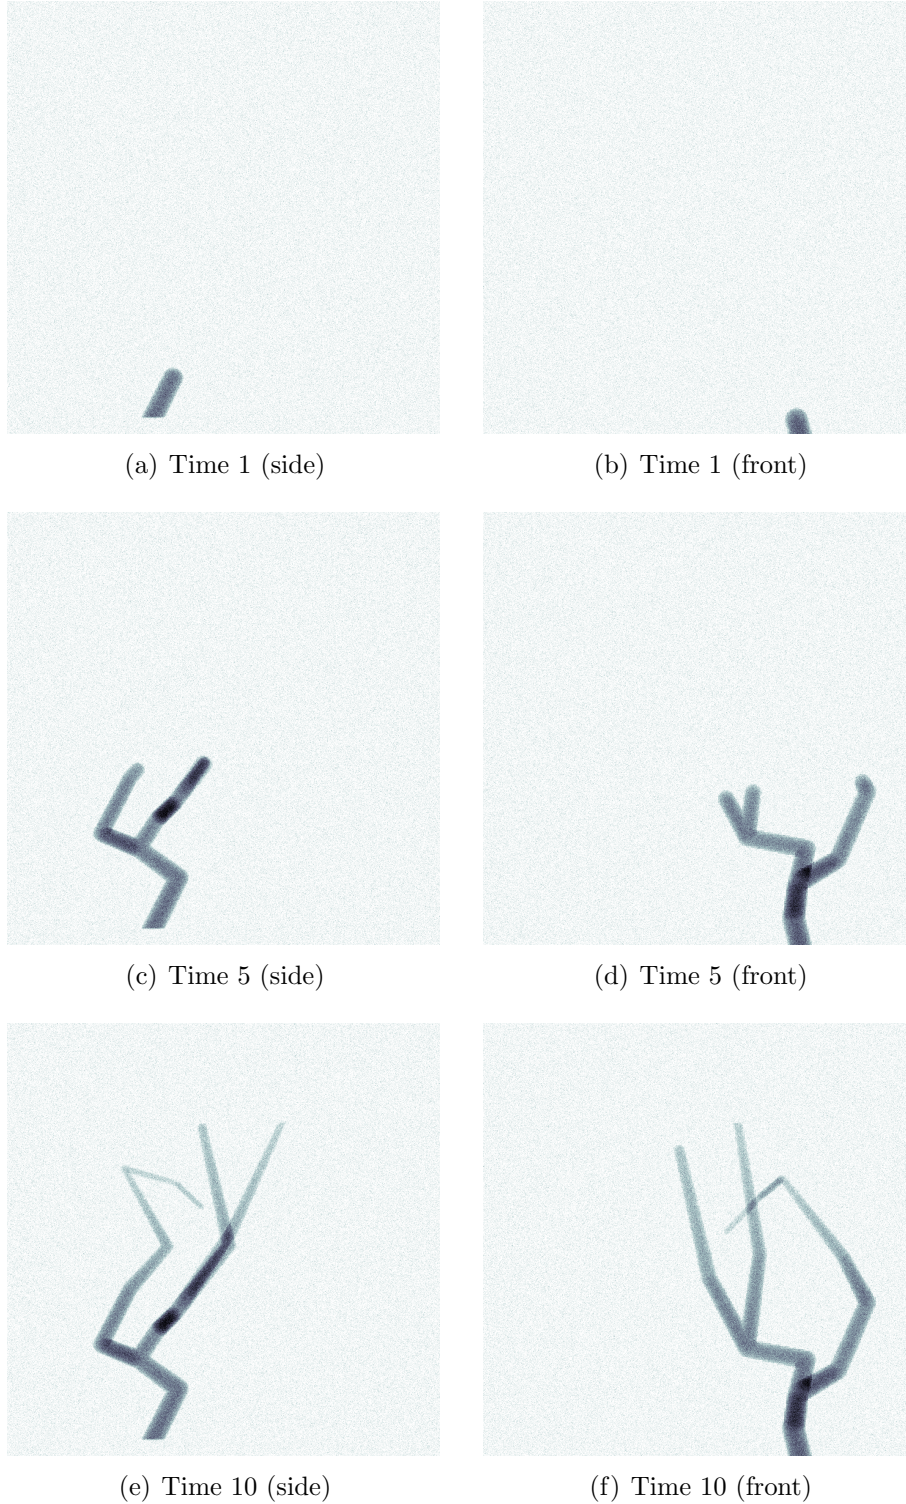 (a) Time 1 (side)
(b) Time 1 (front)
(c) Time 5 (side)
(d) Time 5 (front)
(e) Time 10 (side)
(f) Time 10 (front)